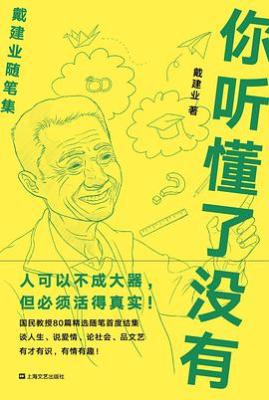 你听懂了没有
戴建业 著
戴建业随笔集
人可以不成大器，
但必须活得真实！
国民教授80篇精选随笔首度结集
谈人生、说爱情、论社会、品文艺
有才有识，有情有趣！
上海文艺出版社